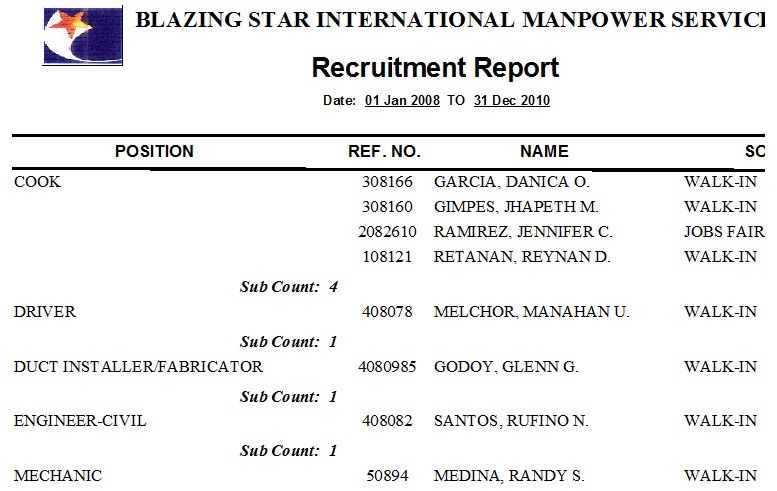 BLAZING STAR INTERNATIONAL MANPOWER SERVIC
Recruitment Report
Date: 01 Jan 2008 TO 31 Dec 2010
POSITION REF. NO. NAME SO
COOK 308166 GARCIA, DANICA O. WALK-IN
308160 GIMPES, JHAPETH M. WALK-IN
2082610 RAMIREZ, JENNIFER C. JOBS FAIR
108121 RETANAN, REYNAN D. WALK-IN
Sub Count: 4
DRIVER 408078 MELCHOR, MANAHAN U. WALK-IN
Sub Count: 1
DUCT INSTALLER/FABRICATOR 4080985 GODOY, GLENN G. WALK-IN
Sub Count: 1
ENGINEER-CIVIL 408082 SANTOS, RUFINO N. WALK-IN
Sub Count: 1
MECHANIC 50894 MEDINA, RANDY S. WALK-IN